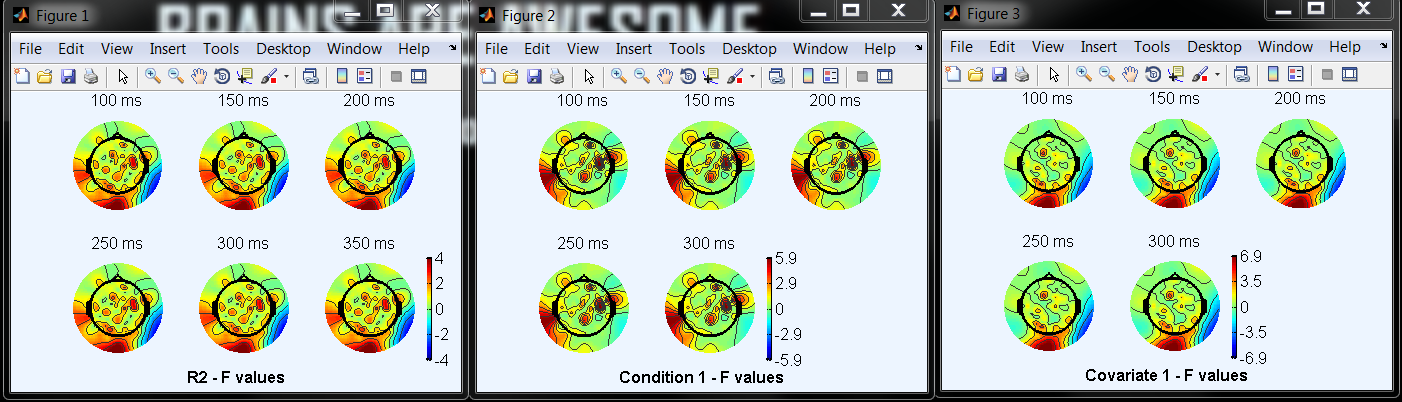 BRAINS ARE AWESOME
Figure 1
File Edit View Insert Tools Desktop Window Help
100 ms 150 ms 200 ms
250 ms 300 ms 350 ms
4
2
0
-2
-4
R2 - F values
Figure 2
File Edit View Insert Tools Desktop Window Help
100 ms 150 ms 200 ms
250 ms 300 ms
5.9
2.9
0
-2.9
-5.9
Condition 1 - F values
Figure 3
File Edit View Insert Tools Desktop Window Help
100 ms 150 ms 200 ms
250 ms 300 ms
6.9
3.5
0
-3.5
-6.9
Covariate 1 - F values